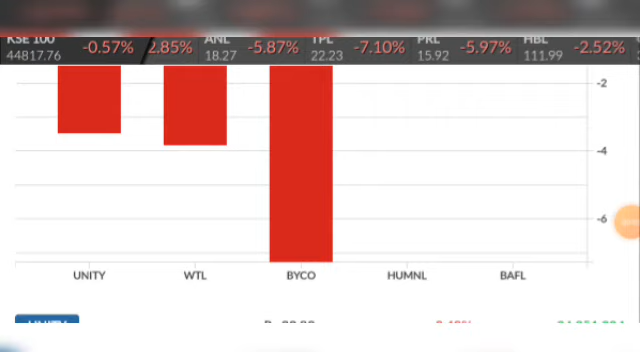 KSE 100 -0.57% 2.85% ANL -5.87% TPL -7.10% PRL -5.97% HBL -2.52%
44817.76 18.27 22.23 15.92 111.99
-2
-4
-6
UNITY WTL BYCO HUMNL BAFL
UNITY